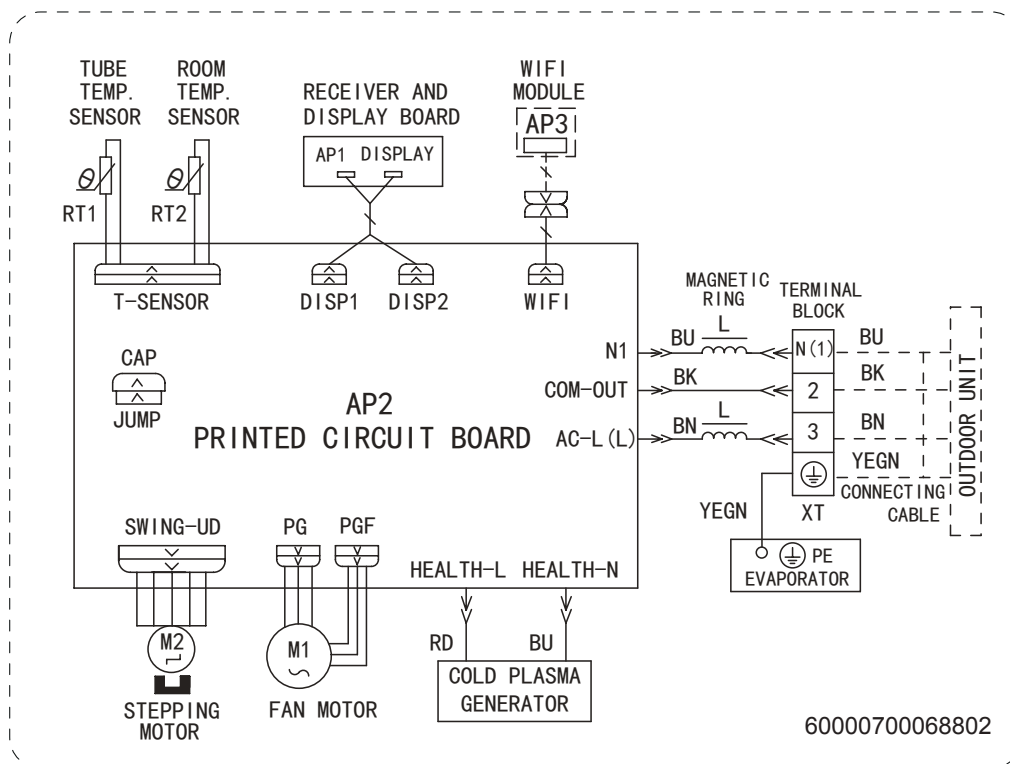 TUBE
TEMP.
SENSOR
ROOM
TEMP.
SENSOR
RECEIVER AND
DISPLAY BOARD
AP1 DISPLAY
WIFI
MODULE
AP3
RT1
RT2
T-SENSOR
DISP1
DISP2
WIFI
CAP
JUMP
AP2
PRINTED CIRCUIT BOARD
N1
COM-OUT
AC-L(L)
MAGNETIC
RING
L
BU
BK
L
BN
TERMINAL
BLOCK
N(1)
2
3
XT
BU
BK
BN
YEGN
CONNECTING
CABLE
OUTDOOR UNIT
YEGN
PE
EVAPORATOR
SWING-UD
PG
PGF
HEALTH-L
HEALTH-N
M2
STEPPING
MOTOR
M1
FAN MOTOR
RD
BU
COLD PLASMA
GENERATOR
60000700068802